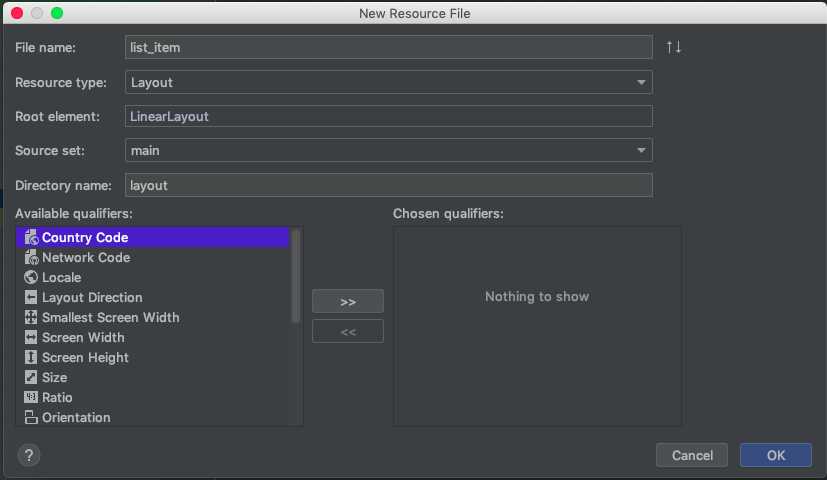 New Resource File
File name: list_item
Resource type: Layout
Root element: LinearLayout
Source set: main
Directory name: layout
Available qualifiers: Chosen qualifiers:
Country Code
Network Code
Locale
Layout Direction
Smallest Screen Width
Screen Width
Screen Height
Size
Ratio
Orientation
>>
<<
Nothing to show
? Cancel OK